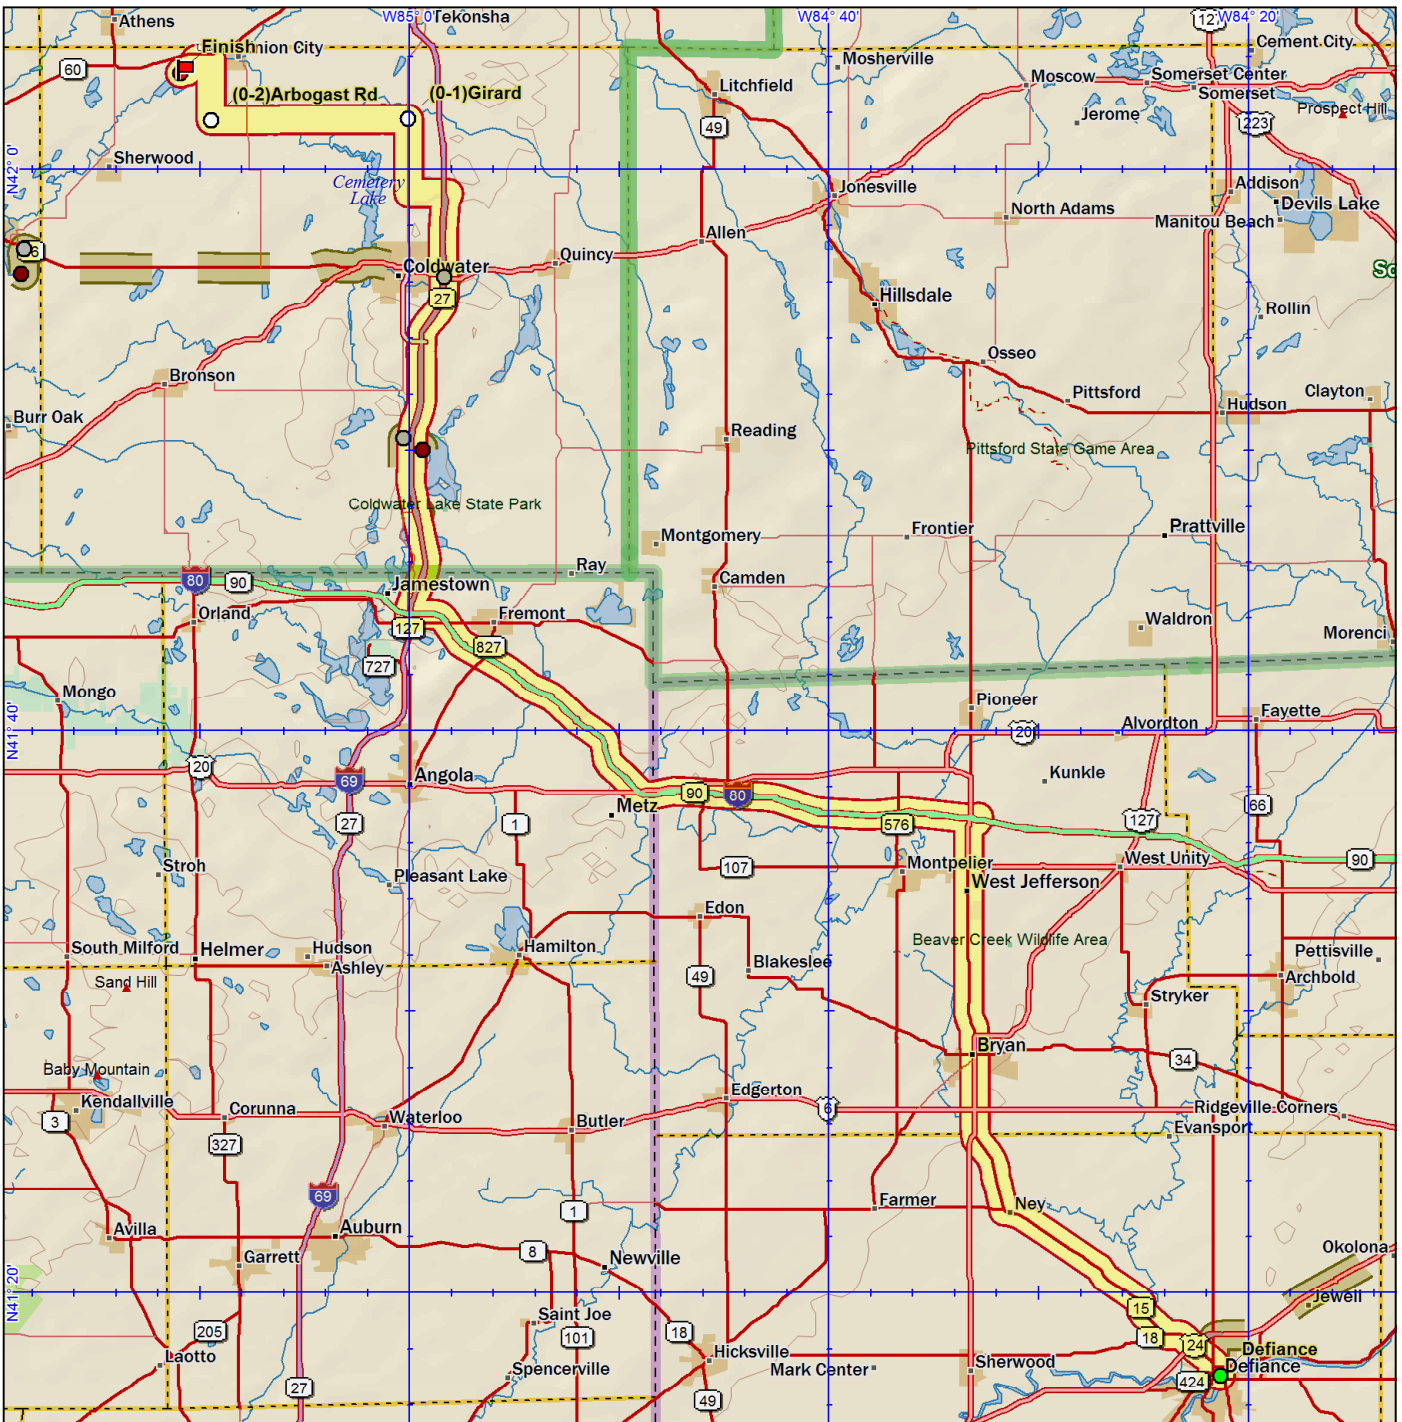 Athens
W85° 0'
Tekonsha
W84° 40'
127
W84° 20'
Finish
nion City
Cement City
60
Mosherville
Moscow
Somerset Center
Litchfield
Somerset
(0-2)Arbogast Rd
(0-1)Girard
Prospect Hill
Jerome
49
223
N42° 0'
Sherwood
Cemetery
Lake
Jonesville
Addison
Devils Lake
North Adams
Manitou Beach
Allen
6
Quincy
Coldwater
So
27
Hillsdale
Rollin
Osseo
Bronson
Pittsford
Clayton
Burr Oak
Hudson
Reading
Pittsford State Game Area
Coldwater Lake State Park
Montgomery
Frontier
Prattville
Ray
80
90
Jamestown
Camden
Orland
Fremont
Waldron
127
Morenci
827
727
Mongo
Pioneer
N41° 40'
Alvordton
Fayette
20
20
Angola
69
Kunkle
90
80
Metz
66
27
1
576
127
Stroh
107
Montpelier
West Unity
90
Pleasant Lake
West Jefferson
Edon
South Milford
Helmer
Hudson
Hamilton
Beaver Creek Wildlife Area
Ashley
Blakeslee
Pettisville
Sand Hill
49
Archbold
Stryker
Bryan
34
Baby Mountain
Kendallville
Edgerton
Corunna
Waterloo
6
Ridgeville Corners
3
Butler
Evansport
327
69
Farmer
Ney
1
Avilla
Auburn
Garrett
8
Newville
Okolona
N41° 20'
Jewell
15
Saint Joe
205
101
18
18
24
Laotto
Hicksville
Defiance
Sherwood
Defiance
Spencerville
Mark Center
27
424
49